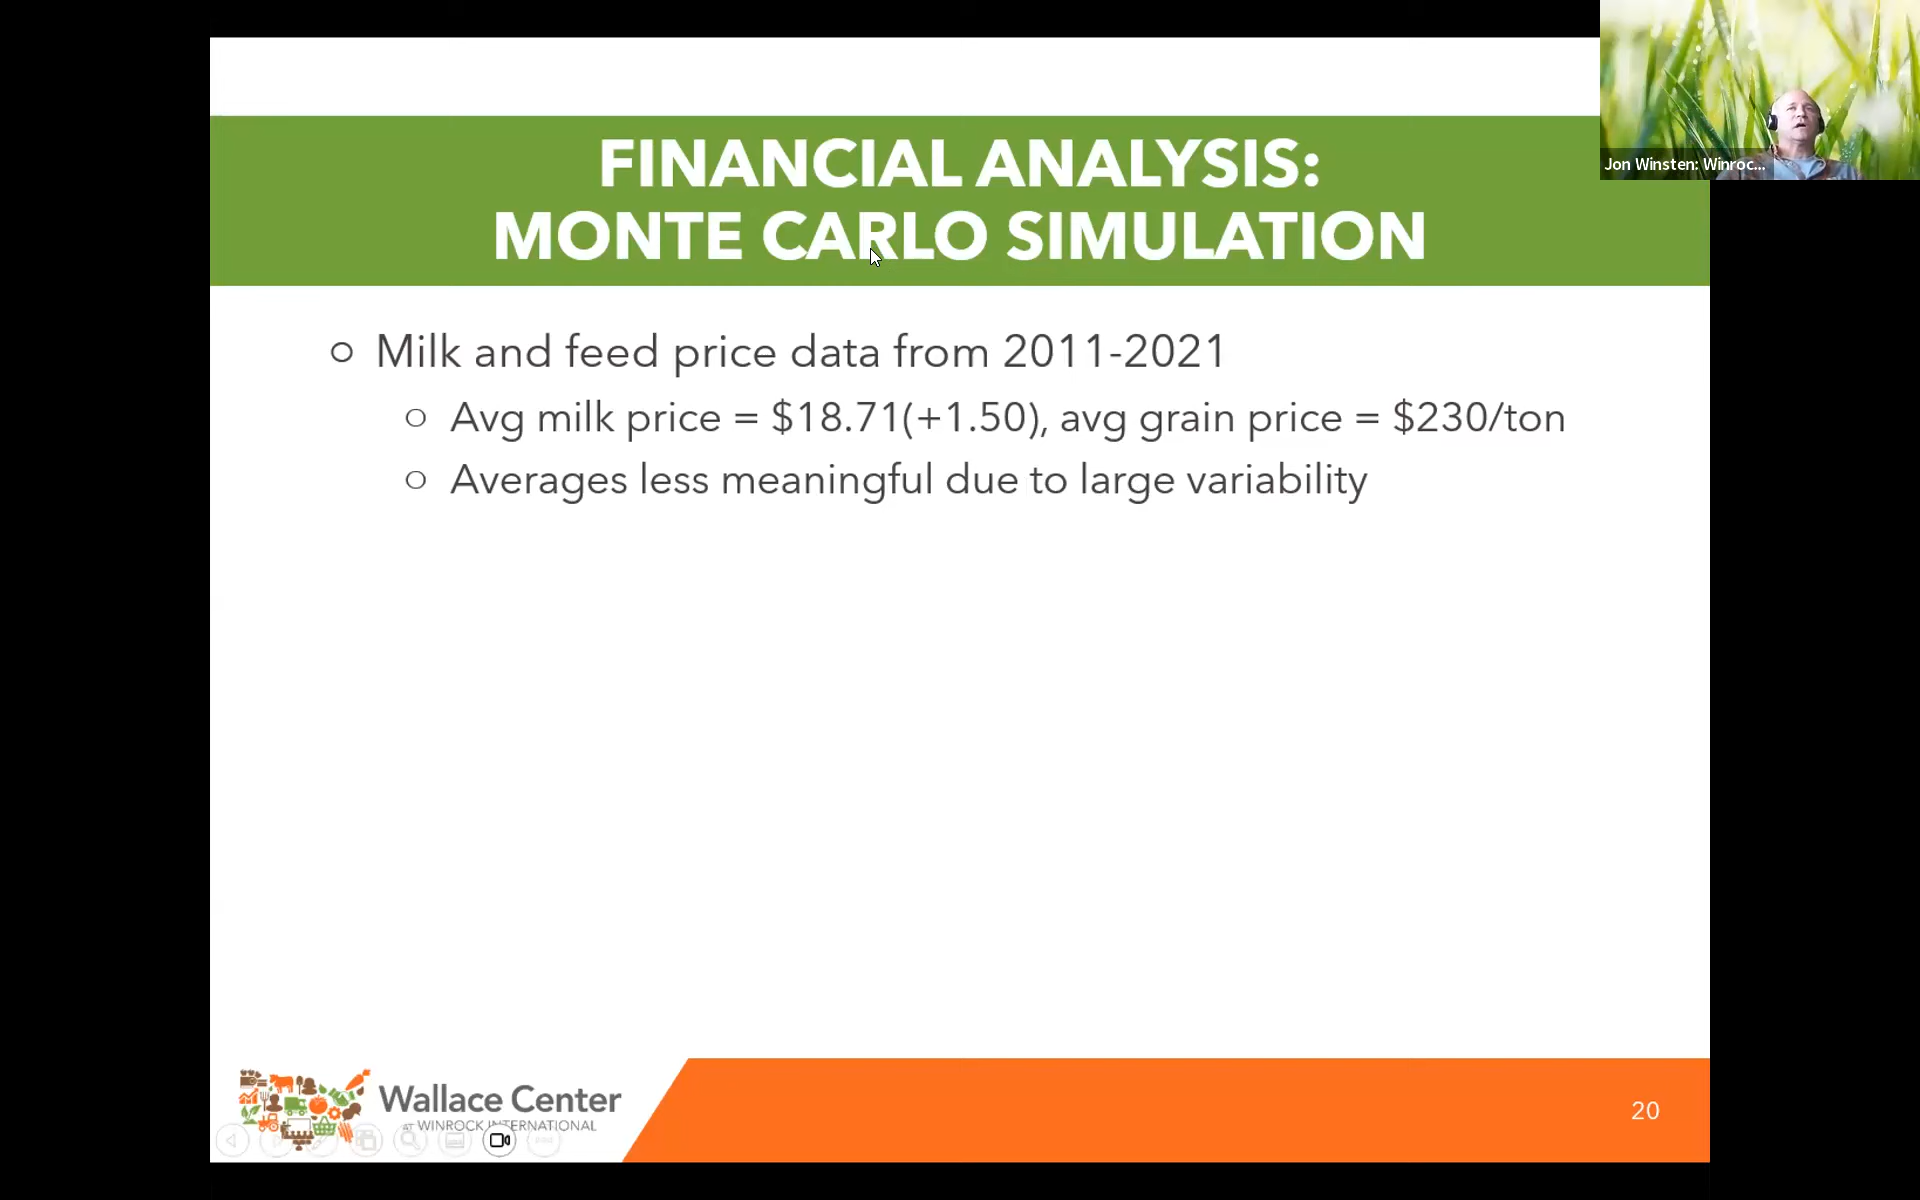 Jon Winsten: Winroc...
FINANCIAL ANALYSIS:
MONTE CARLO SIMULATION
Milk and feed price data from 2011-2021
Avg milk price = $18.71(+1.50), avg grain price = $230/ton
Averages less meaningful due to large variability
Wallace Center
AT WINROCK INTERNATIONAL
20